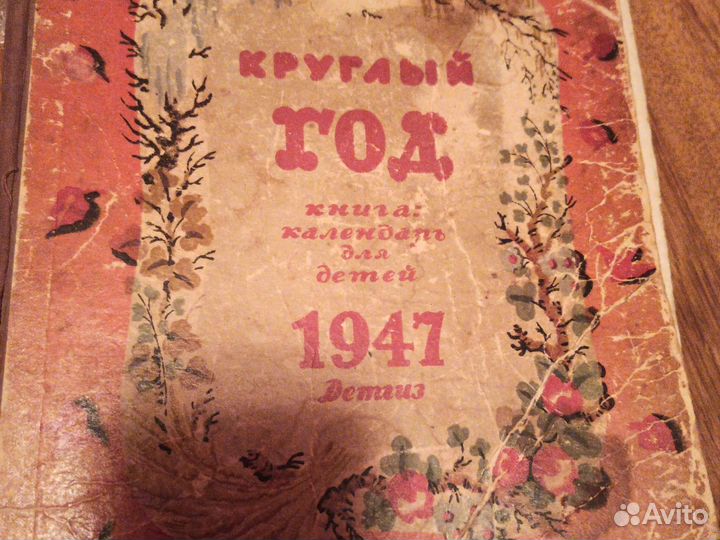 КРУГЛЫЙ
ГОД
книга:
календарь
для
детей
1947
Детгиз
Avito